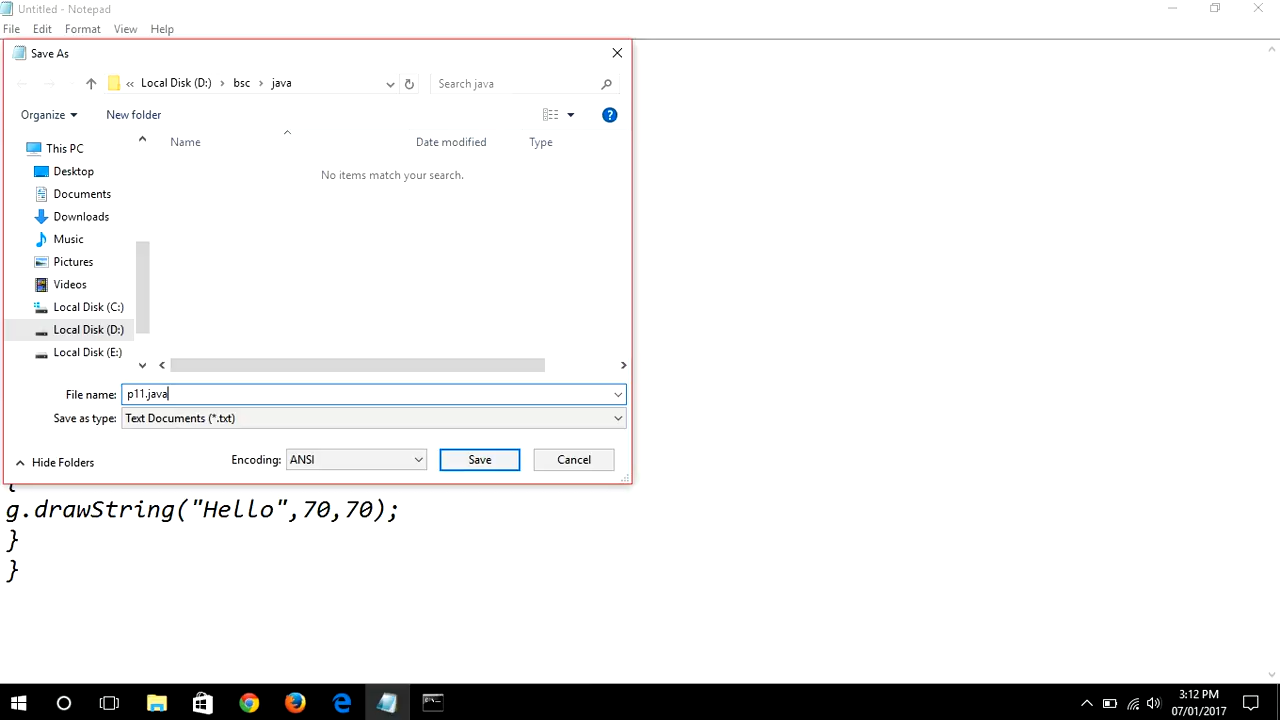 Untitled - Notepad
File Edit Format View Help
Save As
« Local Disk (D:) › bsc › java
Search java
Organize New folder
Name Date modified Type
No items match your search.
This PC
Desktop
Documents
Downloads
Music
Pictures
Videos
Local Disk (C:)
Local Disk (D:)
Local Disk (E:)
File name: p11.java
Save as type: Text Documents (*.txt)
Hide Folders Encoding: ANSI Save Cancel
g.drawString("Hello",70,70);
}
}
3:12 PM
07/01/2017